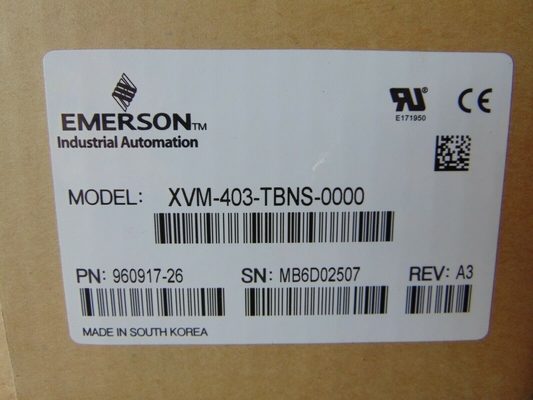 EMERSON™
Industrial Automation
E171950
CE
MODEL: XVM-403-TBNS-0000
PN: 960917-26 SN: MB6D02507 REV: A3
MADE IN SOUTH KOREA